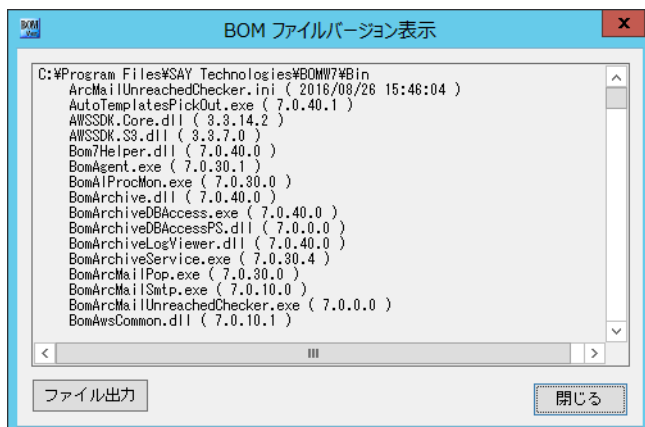 BOM ファイルバージョン表示
C:¥Program Files¥SAY Technologies¥BOMW7¥Bin
ArcMailUnreachedChecker.ini ( 2016/08/26 15:46:04 )
AutoTemplatesPickOut.exe ( 7.0.40.1 )
AWSSDK.Core.dll ( 3.3.14.2 )
AWSSDK.S3.dll ( 3.3.7.0 )
Bom7Helper.dll ( 7.0.40.0 )
BomAgent.exe ( 7.0.30.1 )
BomAlProcMon.exe ( 7.0.30.0 )
BomArchive.dll ( 7.0.40.0 )
BomArchiveDBAccess.exe ( 7.0.40.0 )
BomArchiveDBAccessPS.dll ( 7.0.0.0 )
BomArchiveLogViewer.dll ( 7.0.40.0 )
BomArchiveService.exe ( 7.0.30.4 )
BomArcMailPop.exe ( 7.0.30.0 )
BomArcMailSmtp.exe ( 7.0.10.0 )
BomArcMailUnreachedChecker.exe ( 7.0.0.0 )
BomAwsCommon.dll ( 7.0.10.1 )
ファイル出力
閉じる